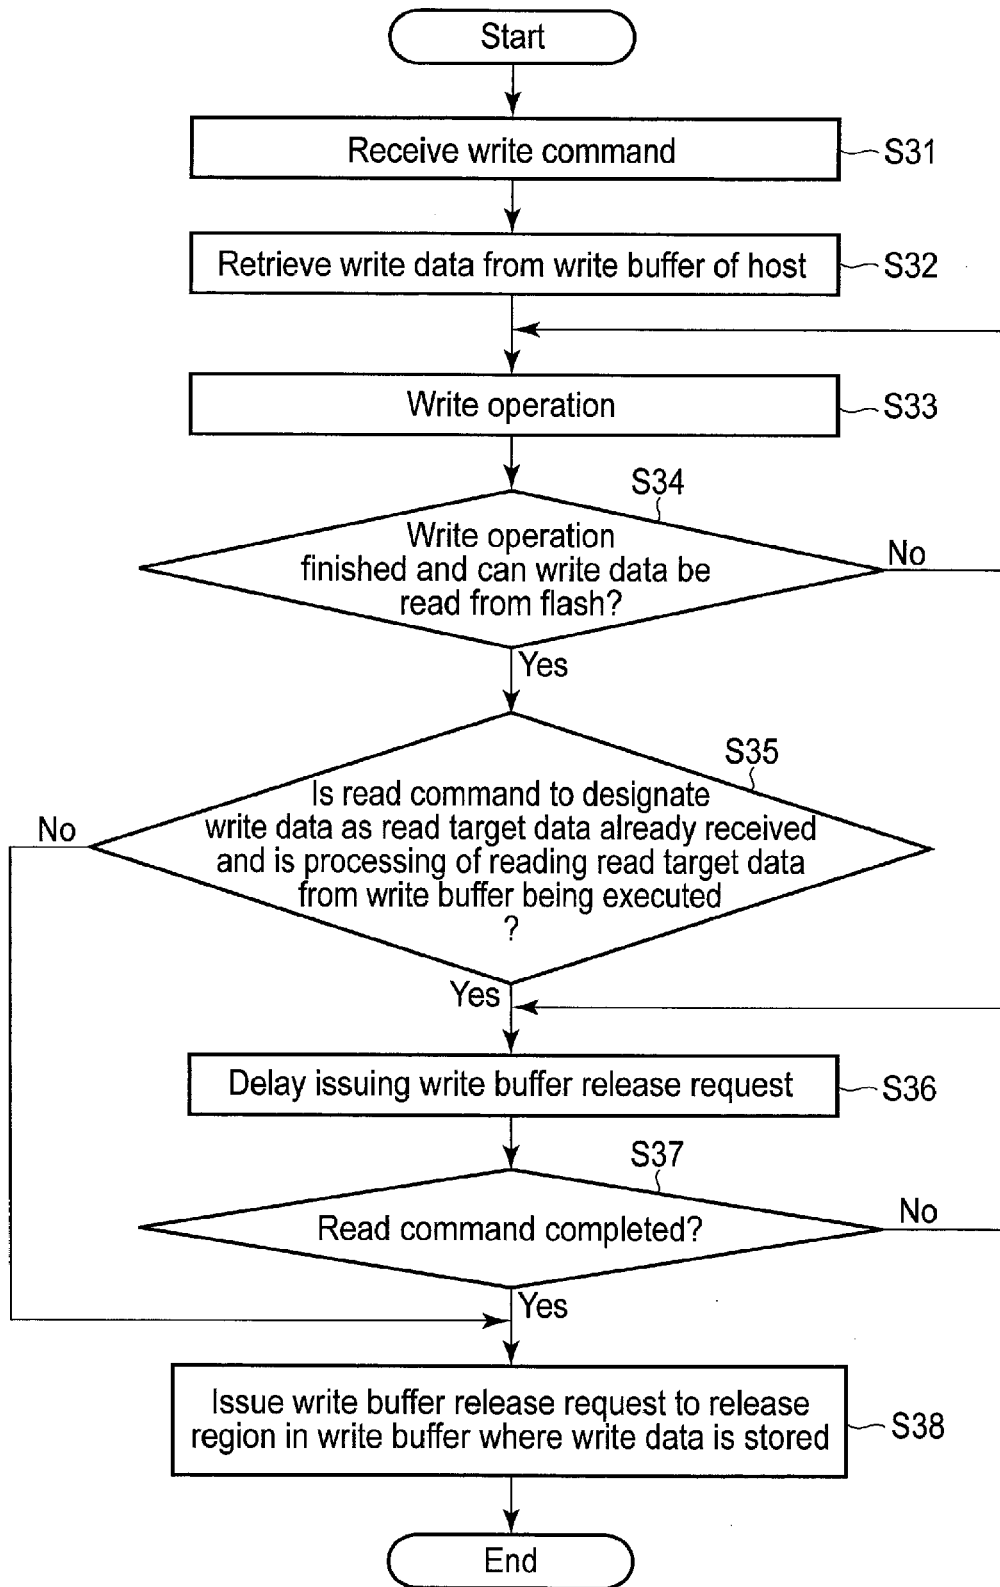 Start
Receive write command
S31
Retrieve write data from write buffer of host
S32
Write operation
S33
S34
Write operation
finished and can write data be
read from flash?
No
Yes
S35
Is read command to designate
write data as read target data already received
and is processing of reading read target data
from write buffer being executed
?
No
Yes
Delay issuing write buffer release request
S36
S37
Read command completed?
No
Yes
Issue write buffer release request to release
region in write buffer where write data is stored
S38
End